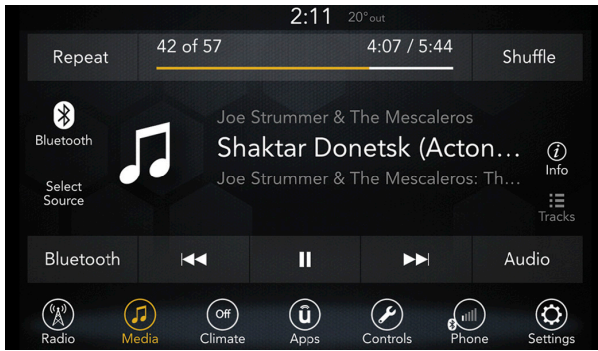 2:11 20° out
Repeat
42 of 57 4:07 / 5:44
Shuffle
Bluetooth
Joe Strummer & The Mescaleros
Shaktar Donetsk (Acton...
Joe Strummer & The Mescaleros: Th...
Info
Select
Source
Tracks
Bluetooth
Audio
Radio
Media
Off
Climate
ū
Apps
Controls
Phone
Settings